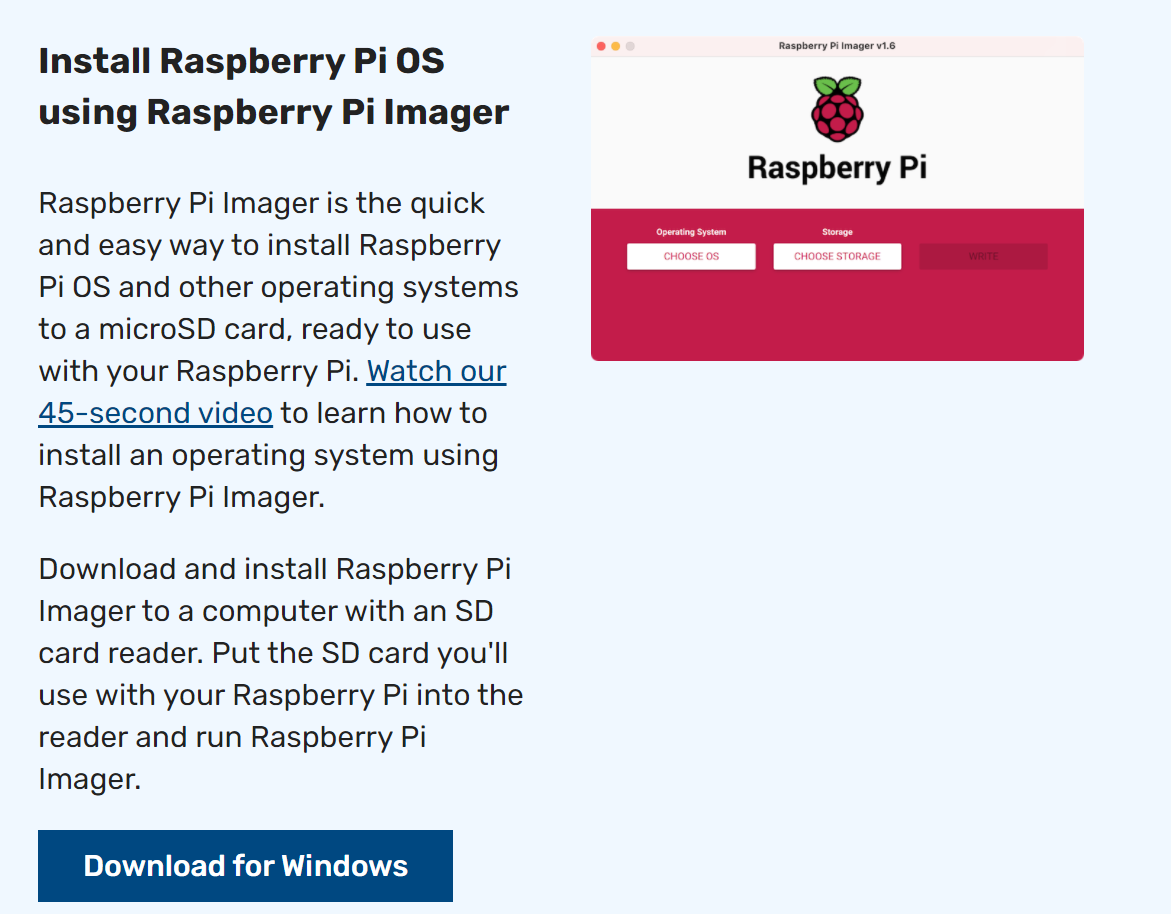 Install Raspberry Pi OS
using Raspberry Pi Imager
Raspberry Pi Imager is the quick
and easy way to install Raspberry
Pi OS and other operating systems
to a microSD card, ready to use
with your Raspberry Pi. Watch our
45-second video to learn how to
install an operating system using
Raspberry Pi Imager.
Download and install Raspberry Pi
Imager to a computer with an SD
card reader. Put the SD card you'll
use with your Raspberry Pi into the
reader and run Raspberry Pi
Imager.
Download for Windows
Raspberry Pi Imager v1.6
Raspberry Pi
Operating System
Storage
CHOOSE OS
CHOOSE STORAGE
WRITE